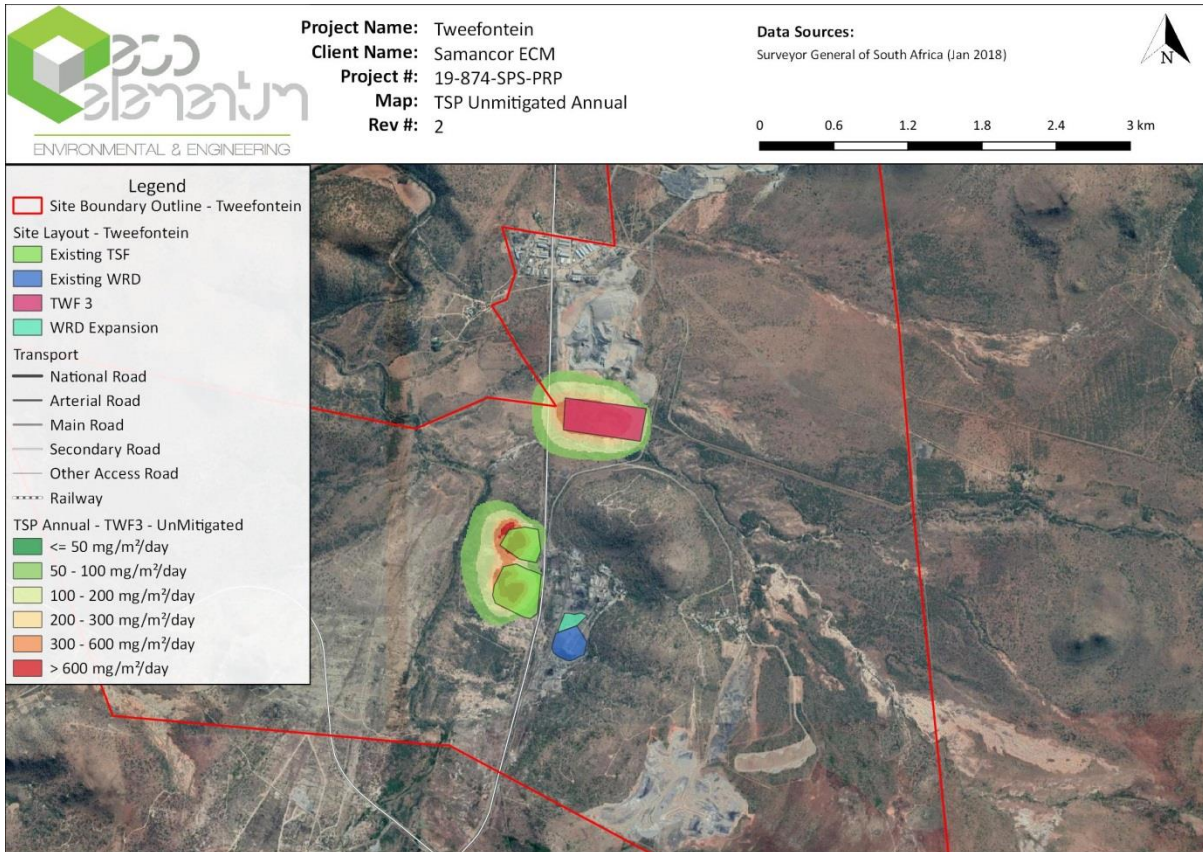 eco
elementum
ENVIRONMENTAL & ENGINEERING
Project Name: Tweefontein
Client Name: Samancor ECM
Project #: 19-874-SPS-PRP
Map: TSP Unmitigated Annual
Rev #: 2
Data Sources:
Surveyor General of South Africa (Jan 2018)
N
0 0.6 1.2 1.8 2.4 3 km
Legend
Site Boundary Outline - Tweefontein
Site Layout - Tweefontein
Existing TSF
Existing WRD
TWF 3
WRD Expansion
Transport
National Road
Arterial Road
Main Road
Secondary Road
Other Access Road
Railway
TSP Annual - TWF3 - UnMitigated
<= 50 mg/m²/day
50 - 100 mg/m²/day
100 - 200 mg/m²/day
200 - 300 mg/m²/day
300 - 600 mg/m²/day
> 600 mg/m²/day